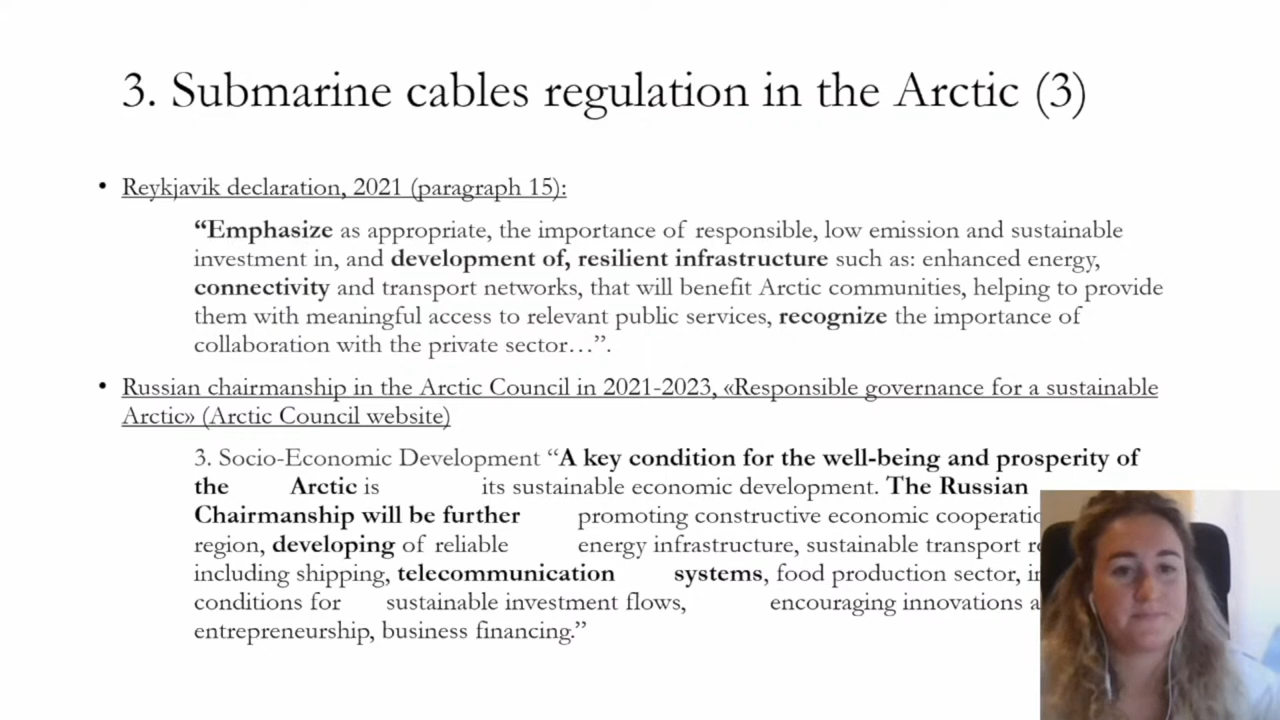 3. Submarine cables regulation in the Arctic (3)
• Reykjavik declaration, 2021 (paragraph 15):
“Emphasize as appropriate, the importance of responsible, low emission and sustainable
investment in, and development of, resilient infrastructure such as: enhanced energy,
connectivity and transport networks, that will benefit Arctic communities, helping to provide
them with meaningful access to relevant public services, recognize the importance of
collaboration with the private sector…”.
• Russian chairmanship in the Arctic Council in 2021-2023, «Responsible governance for a sustainable
Arctic» (Arctic Council website)
3. Socio-Economic Development “A key condition for the well-being and prosperity of
the Arctic is its sustainable economic development. The Russian
Chairmanship will be further promoting constructive economic
region, developing of reliable energy infrastructure, sustainable transport
including shipping, telecommunication systems, food production sector,
conditions for sustainable investment flows, encouraging innovations
entrepreneurship, business financing.”